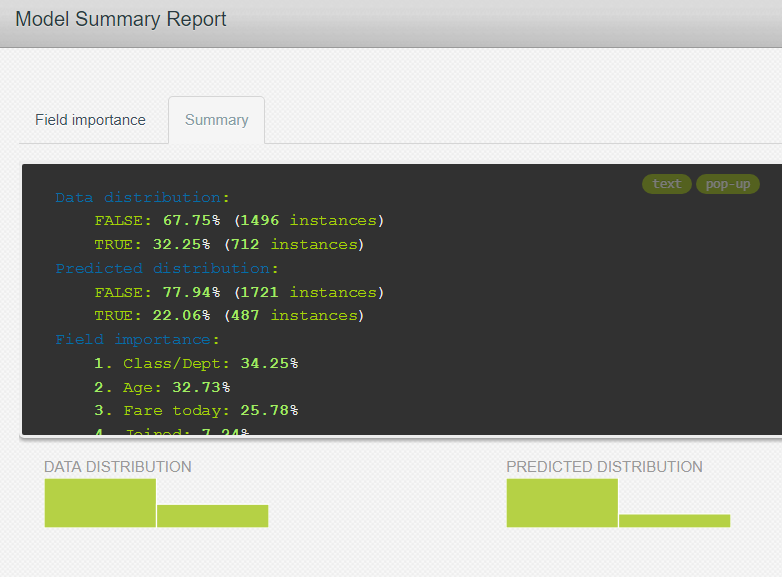 Model Summary Report
Field importance
Summary
text pop-up
Data distribution:
FALSE: 67.75% (1496 instances)
TRUE: 32.25% (712 instances)
Predicted distribution:
FALSE: 77.94% (1721 instances)
TRUE: 22.06% (487 instances)
Field importance:
1. Class/Dept: 34.25%
2. Age: 32.73%
3. Fare today: 25.78%
4. Joined: 7.24%
DATA DISTRIBUTION
PREDICTED DISTRIBUTION